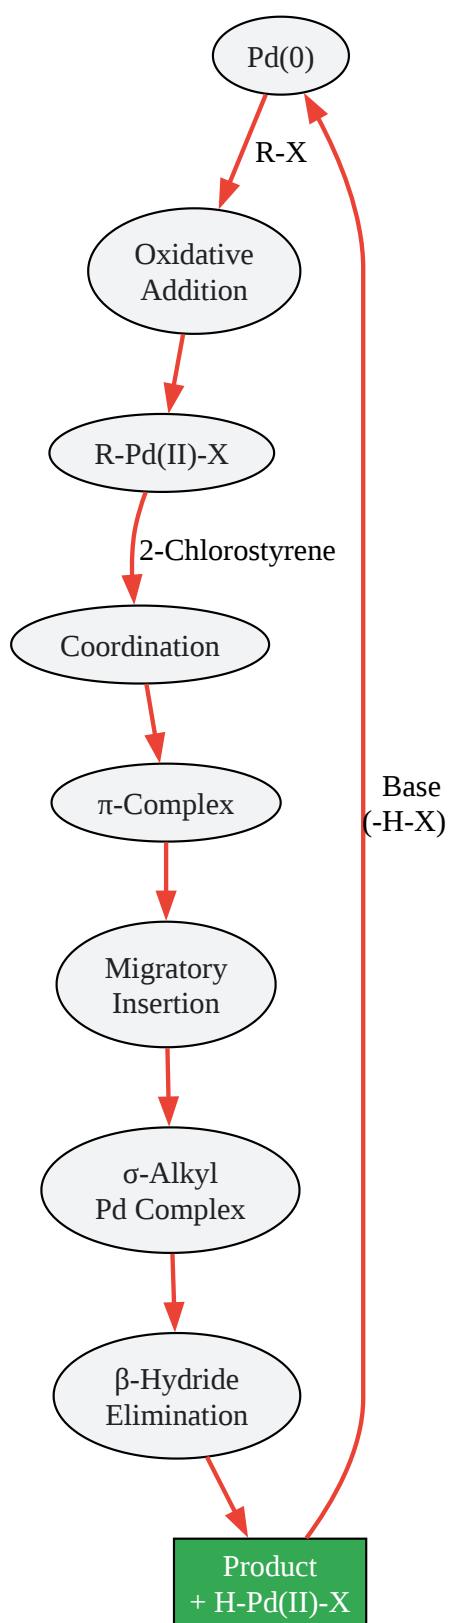 Pd(0)
R-X
Oxidative
Addition
R-Pd(II)-X
2-Chlorostyrene
Coordination
π-Complex
Base
(-H-X)
Migratory
Insertion
σ-Alkyl
Pd Complex
β-Hydride
Elimination
Product
+ H-Pd(II)-X